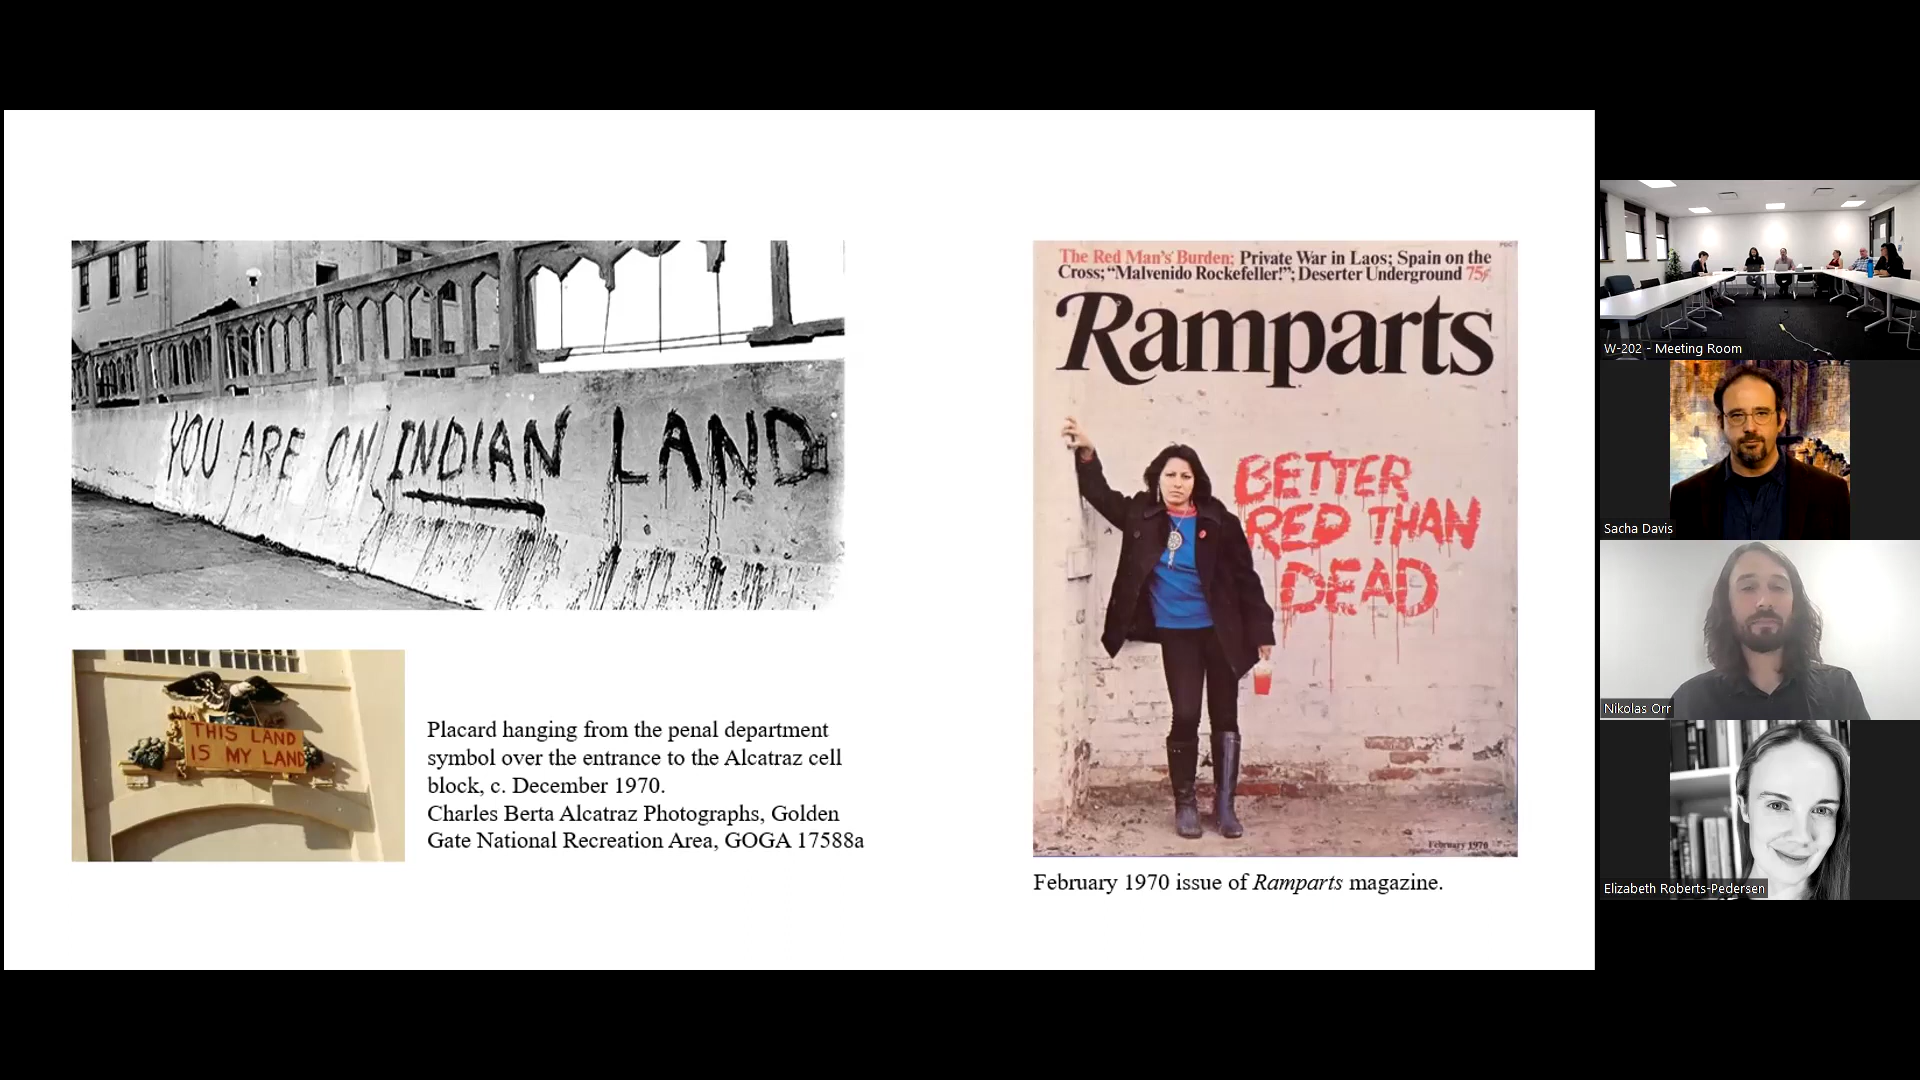 YOU ARE ON INDIAN LAND
THIS LAND
IS MY LAND
Placard hanging from the penal department
symbol over the entrance to the Alcatraz cell
block, c. December 1970.
Charles Berta Alcatraz Photographs, Golden
Gate National Recreation Area, GOGA 17588a
The Red Man's Burden; Private War in Laos; Spain on the
Cross; "Malvenido Rockefeller!"; Deserter Underground 75¢
Ramparts
BETTER
RED THAN
DEAD
February 1970
February 1970 issue of Ramparts magazine.
W-202 - Meeting Room
Sacha Davis
Nikolas Orr
Elizabeth Roberts-Pedersen